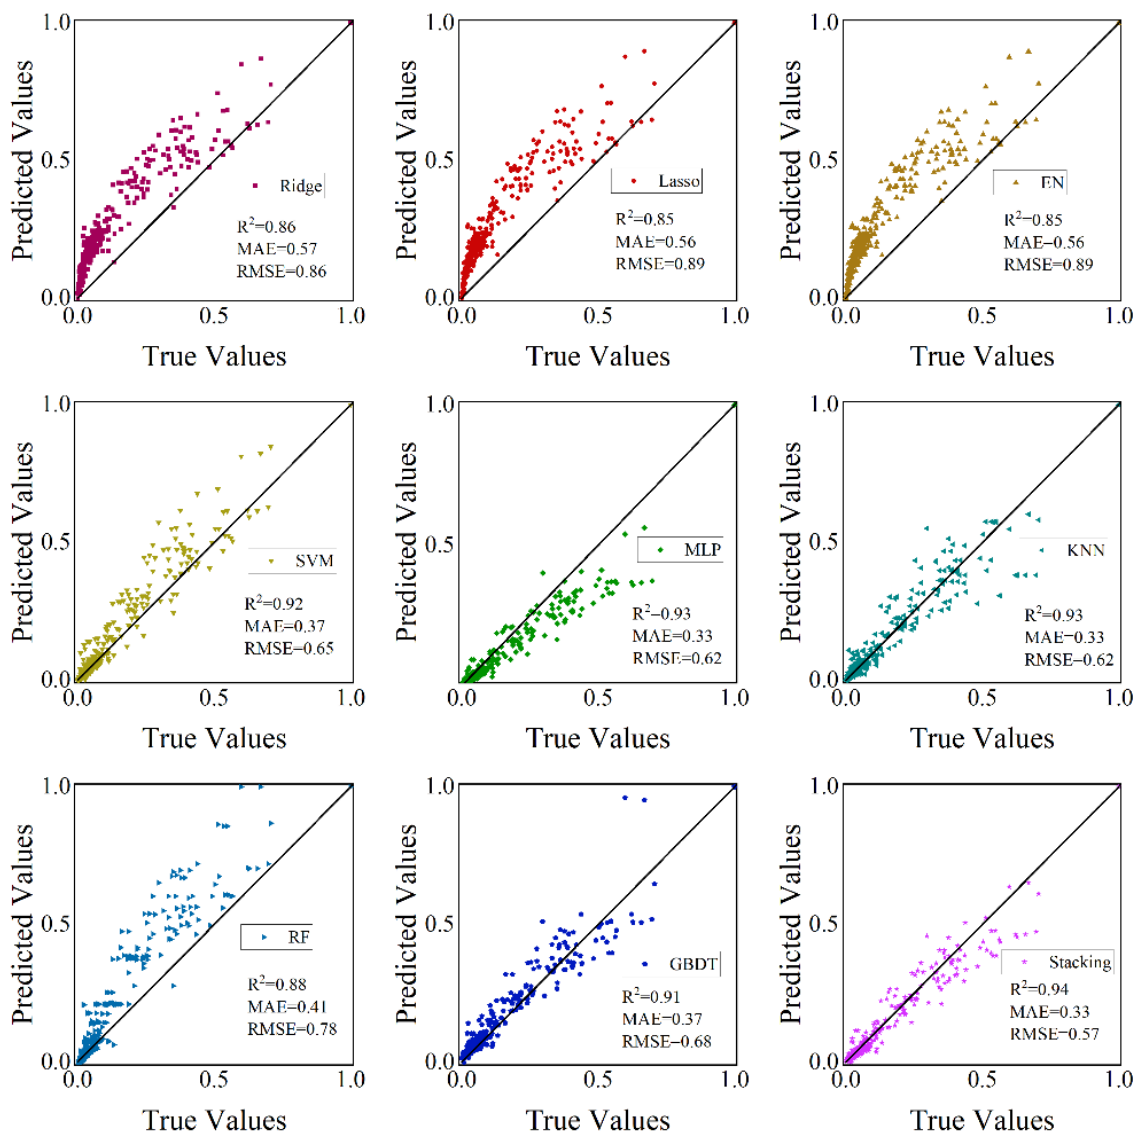 1.0
Predicted Values
0.5
Ridge
R²=0.86
MAE=0.57
RMSE=0.86
0.0
0.0 0.5 1.0
True Values
1.0
Predicted Values
0.5
Lasso
R²=0.85
MAE=0.56
RMSE=0.89
0.0
0.0 0.5 1.0
True Values
1.0
Predicted Values
0.5
EN
R²=0.85
MAE=0.56
RMSE=0.89
0.0
0.0 0.5 1.0
True Values
1.0
Predicted Values
0.5
SVM
R²=0.92
MAE=0.37
RMSE=0.65
0.0
0.0 0.5 1.0
True Values
1.0
Predicted Values
0.5
MLP
R²=0.93
MAE=0.33
RMSE=0.62
0.0
0.0 0.5 1.0
True Values
1.0
Predicted Values
0.5
KNN
R²=0.93
MAE=0.33
RMSE=0.62
0.0
0.0 0.5 1.0
True Values
1.0
Predicted Values
0.5
RF
R²=0.88
MAE=0.41
RMSE=0.78
0.0
0.0 0.5 1.0
True Values
1.0
Predicted Values
0.5
GBDT
R²=0.91
MAE=0.37
RMSE=0.68
0.0
0.0 0.5 1.0
True Values
1.0
Predicted Values
0.5
Stacking
R²=0.94
MAE=0.33
RMSE=0.57
0.0
0.0 0.5 1.0
True Values